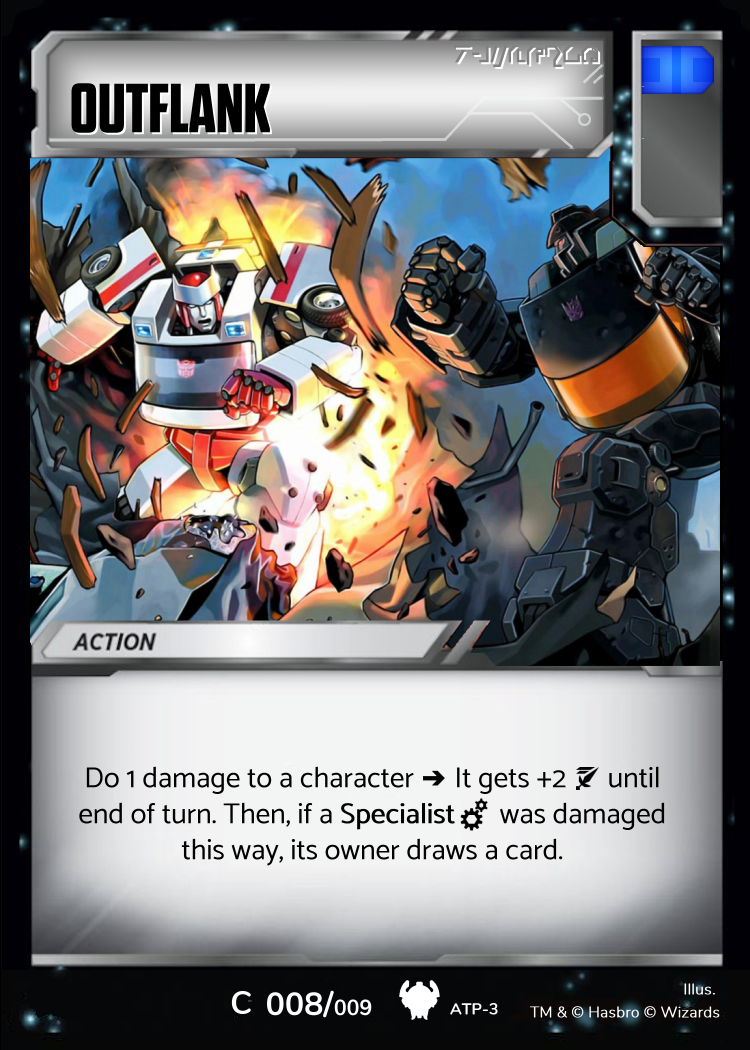 OUTFLANK
ACTION
Do 1 damage to a character ➔ It gets +2 until
end of turn. Then, if a Specialist was damaged
this way, its owner draws a card.
C 008/009
ATP-3
Illus.
TM & © Hasbro © Wizards